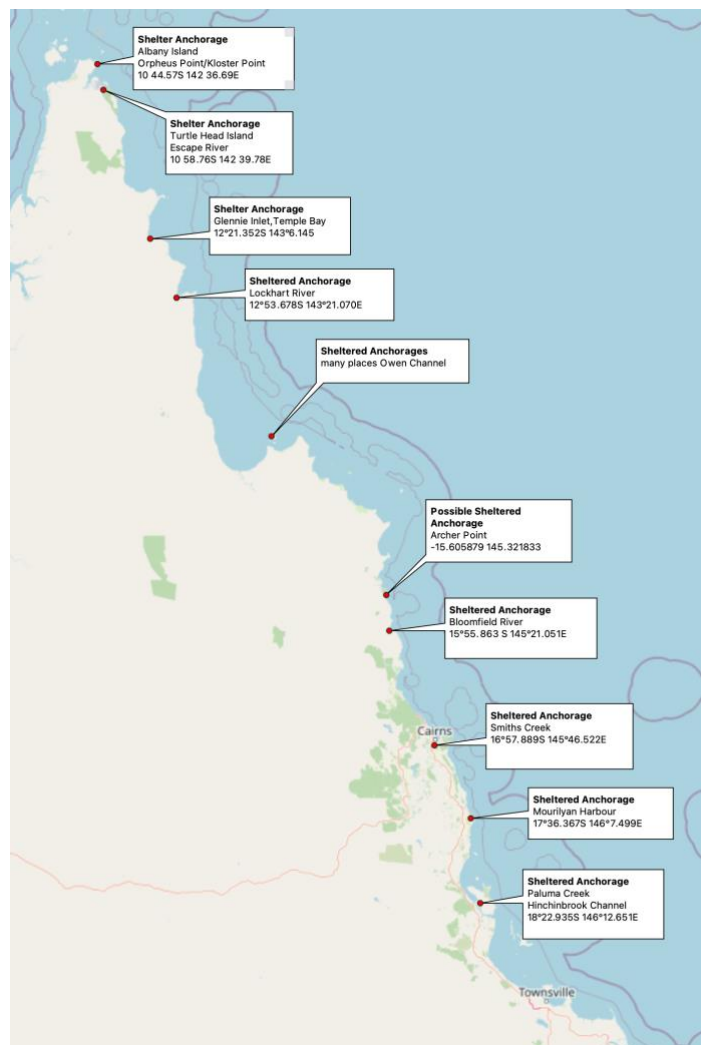 Shelter Anchorage
Albany Island
Orpheus Point/Kloster Point
10 44.57S 142 36.69E
Shelter Anchorage
Turtle Head Island
Escape River
10 58.76S 142 39.78E
Shelter Anchorage
Glennie Inlet,Temple Bay
12°21.352S 143°6.145
Sheltered Anchorage
Lockhart River
12°53.678S 143°21.070E
Sheltered Anchorages
many places Owen Channel
Possible Sheltered
Anchorage
Archer Point
-15.605879 145.321833
Sheltered Anchorage
Bloomfield River
15°55.863 S 145°21.051E
Sheltered Anchorage
Smiths Creek
16°57.889S 145°46.522E
Cairns
Sheltered Anchorage
Mourilyan Harbour
17°36.367S 146°7.499E
Sheltered Anchorage
Paluma Creek
Hinchinbrook Channel
18°22.935S 146°12.651E
Townsville